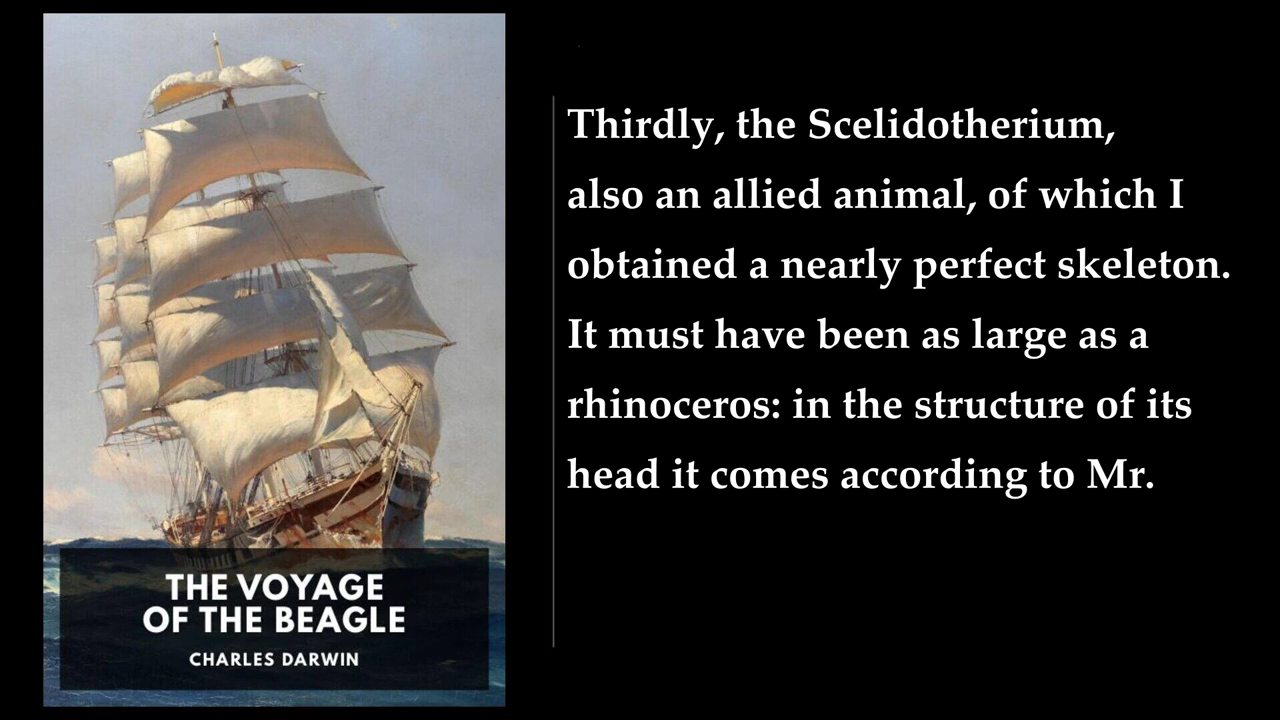 THE VOYAGE
OF THE BEAGLE
CHARLES DARWIN
Thirdly, the Scelidotherium,
also an allied animal, of which I
obtained a nearly perfect skeleton.
It must have been as large as a
rhinoceros: in the structure of its
head it comes according to Mr.